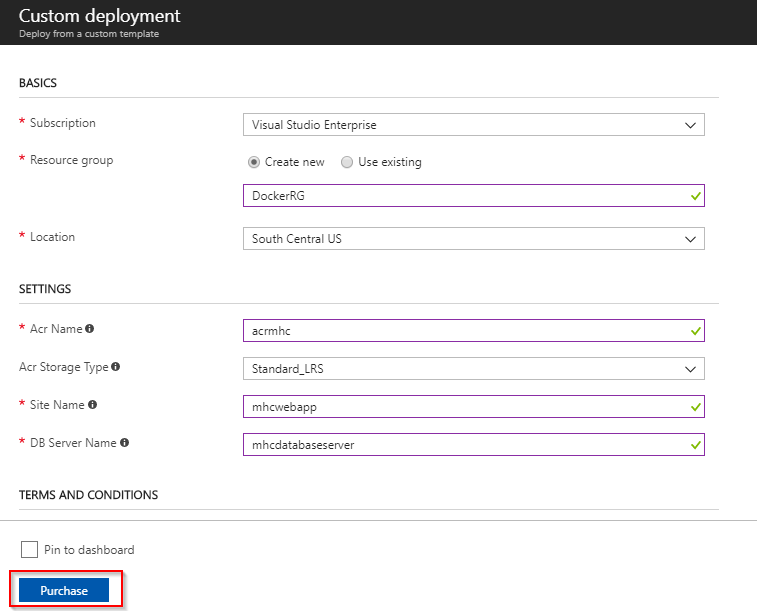 Custom deployment
Deploy from a custom template
BASICS
* Subscription
Visual Studio Enterprise
* Resource group
Create new
Use existing
DockerRG
* Location
South Central US
SETTINGS
* Acr Name
acrmhc
Acr Storage Type
Standard_LRS
* Site Name
mhcwebapp
* DB Server Name
mhcdatabaseserver
TERMS AND CONDITIONS
Pin to dashboard
Purchase